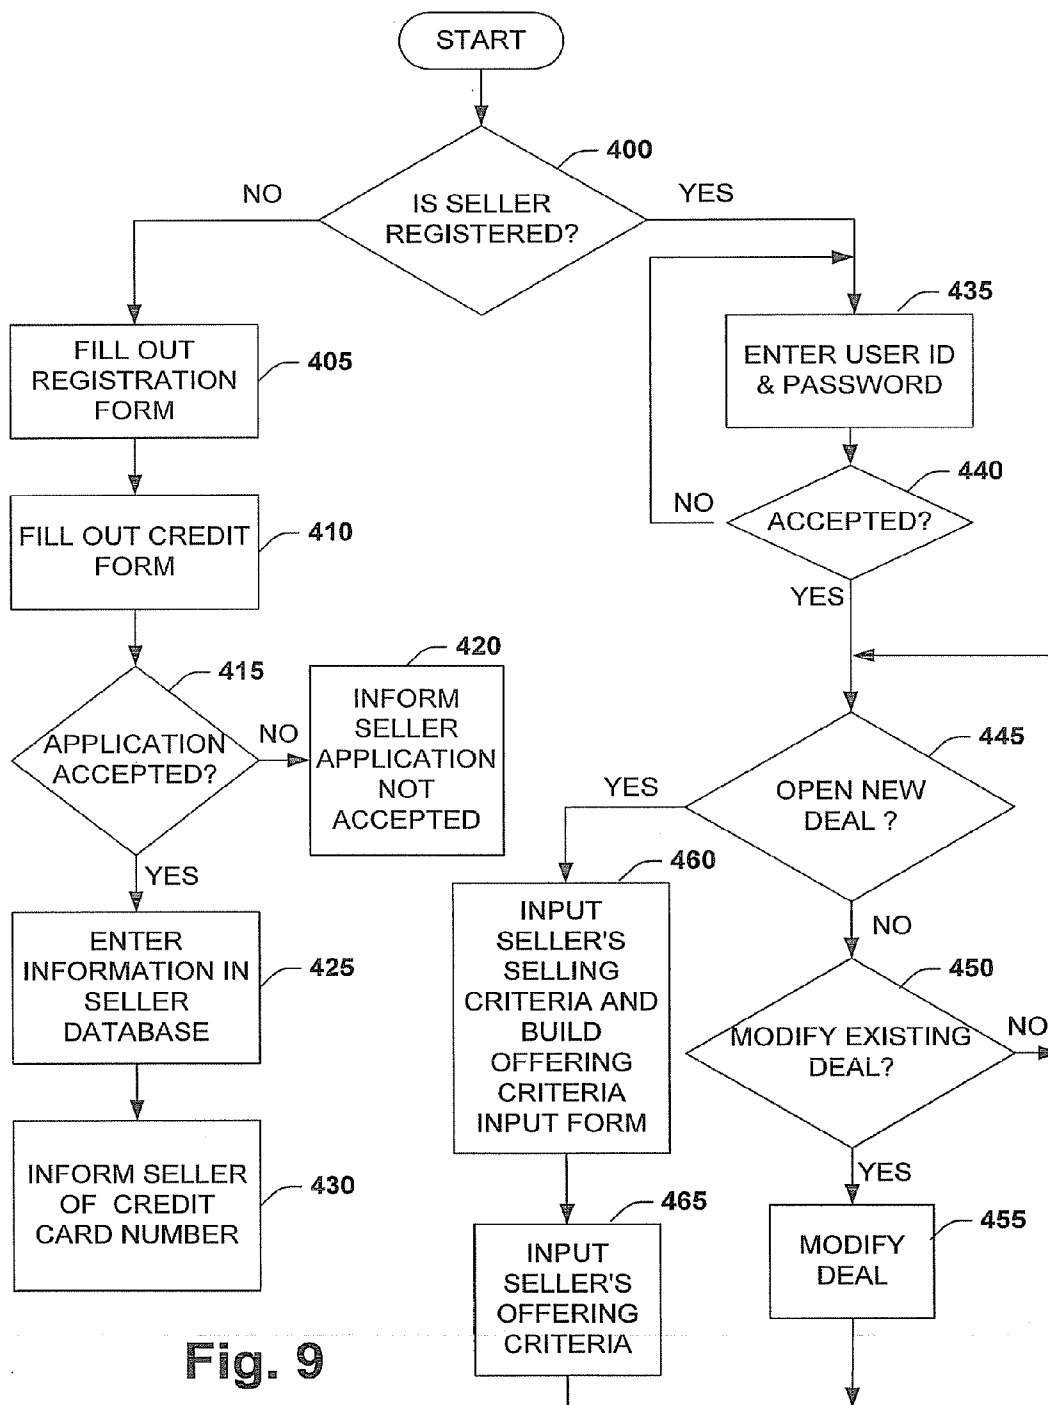 START
400
NO
YES
IS SELLER
REGISTERED?
435
FILL OUT
REGISTRATION
FORM
405
ENTER USER ID
& PASSWORD
440
NO
ACCEPTED?
FILL OUT CREDIT
FORM
410
YES
420
415
INFORM
SELLER
APPLICATION
NOT
ACCEPTED
NO
APPLICATION
ACCEPTED?
445
YES
OPEN NEW
DEAL ?
YES
460
NO
ENTER
INFORMATION IN
SELLER
DATABASE
425
INPUT
SELLER'S
SELLING
CRITERIA AND
BUILD
OFFERING
CRITERIA
INPUT FORM
450
MODIFY EXISTING
DEAL?
NO
YES
INFORM SELLER
OF CREDIT
CARD NUMBER
430
465
455
INPUT
SELLER'S
OFFERING
CRITERIA
MODIFY
DEAL
Fig. 9